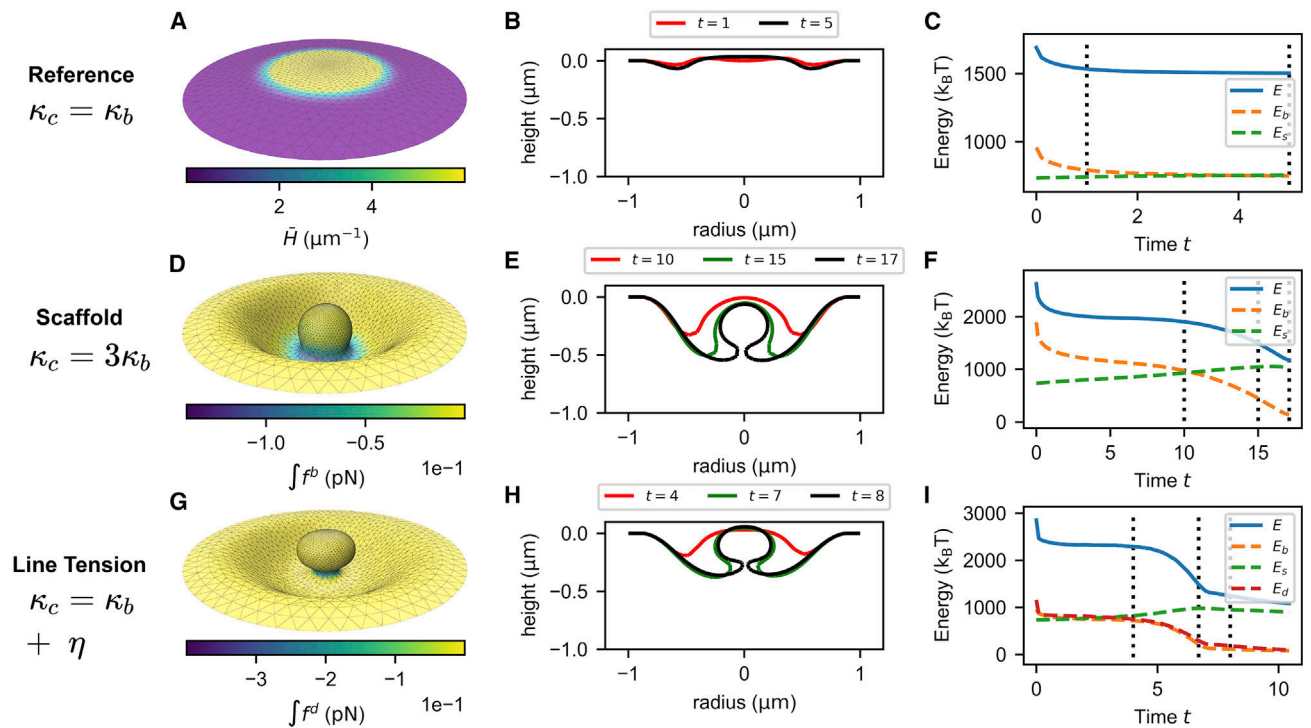 A
B
C
Reference
κc = κb
2
4
H̄ (μm⁻¹)
t = 1
t = 5
0.0
−0.5
−1.0
height (μm)
−1
0
1
radius (μm)
1500
1000
Energy (kBT)
E
Eb
Es
0
2
4
Time t
D
E
F
Scaffold
κc = 3κb
−1.0
−0.5
1e−1
∫f^b (pN)
t = 10
t = 15
t = 17
0.0
−0.5
−1.0
height (μm)
−1
0
1
radius (μm)
2000
1000
0
Energy (kBT)
E
Eb
Es
0
5
10
15
Time t
G
H
I
Line Tension
κc = κb
+ η
−3
−2
−1
1e−1
∫f^d (pN)
t = 4
t = 7
t = 8
0.0
−0.5
−1.0
height (μm)
−1
0
1
radius (μm)
3000
2000
1000
0
Energy (kBT)
E
Eb
Es
Ed
0
5
10
Time t